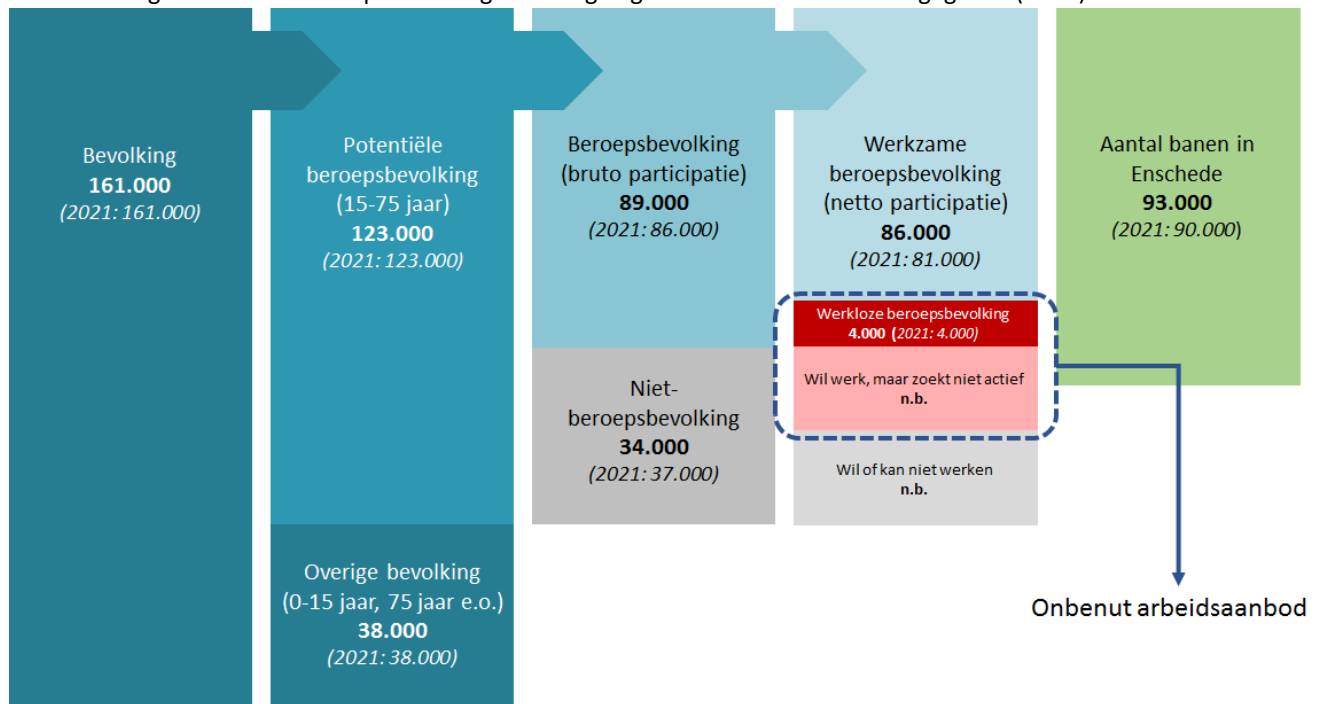 Bevolking
161.000
(2021: 161.000)
Potentiële
beroepsbevolking
(15-75 jaar)
123.000
(2021: 123.000)
Overige bevolking
(0-15 jaar, 75 jaar e.o.)
38.000
(2021: 38.000)
Beroepsbevolking
(bruto participatie)
89.000
(2021: 86.000)
Niet-
beroepsbevolking
34.000
(2021: 37.000)
Werkzame
beroepsbevolking
(netto participatie)
86.000
(2021: 81.000)
Werkloze beroepsbevolking
4.000 (2021: 4.000)
Wil werk, maar zoekt niet actief
n.b.
Wil of kan niet werken
n.b.
Aantal banen in
Enschede
93.000
(2021: 90.000)
Onbenut arbeidsaanbod